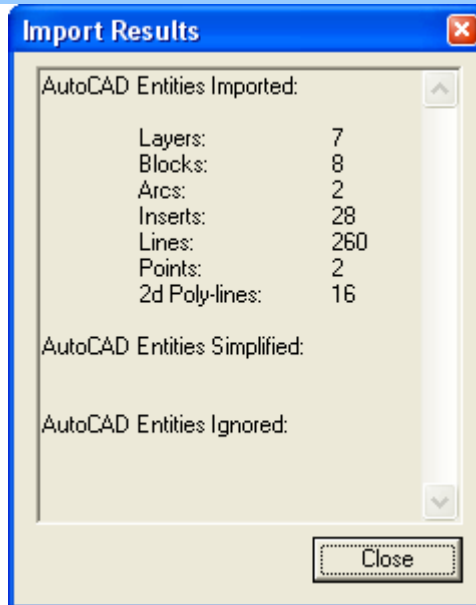 Import Results
AutoCAD Entities Imported:
Layers: 7
Blocks: 8
Arcs: 2
Inserts: 28
Lines: 260
Points: 2
2d Poly-lines: 16
AutoCAD Entities Simplified:
AutoCAD Entities Ignored:
Close